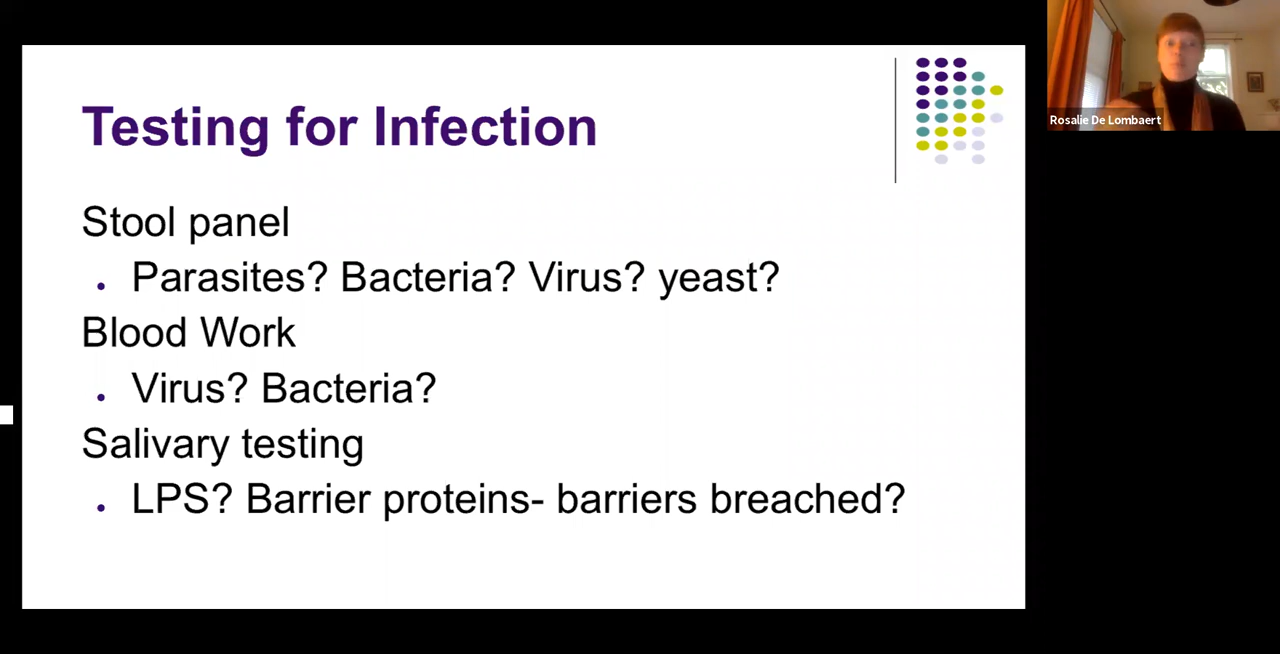 Testing for Infection
Stool panel
• Parasites? Bacteria? Virus? yeast?
Blood Work
• Virus? Bacteria?
Salivary testing
• LPS? Barrier proteins- barriers breached?
Rosalie De Lombaert